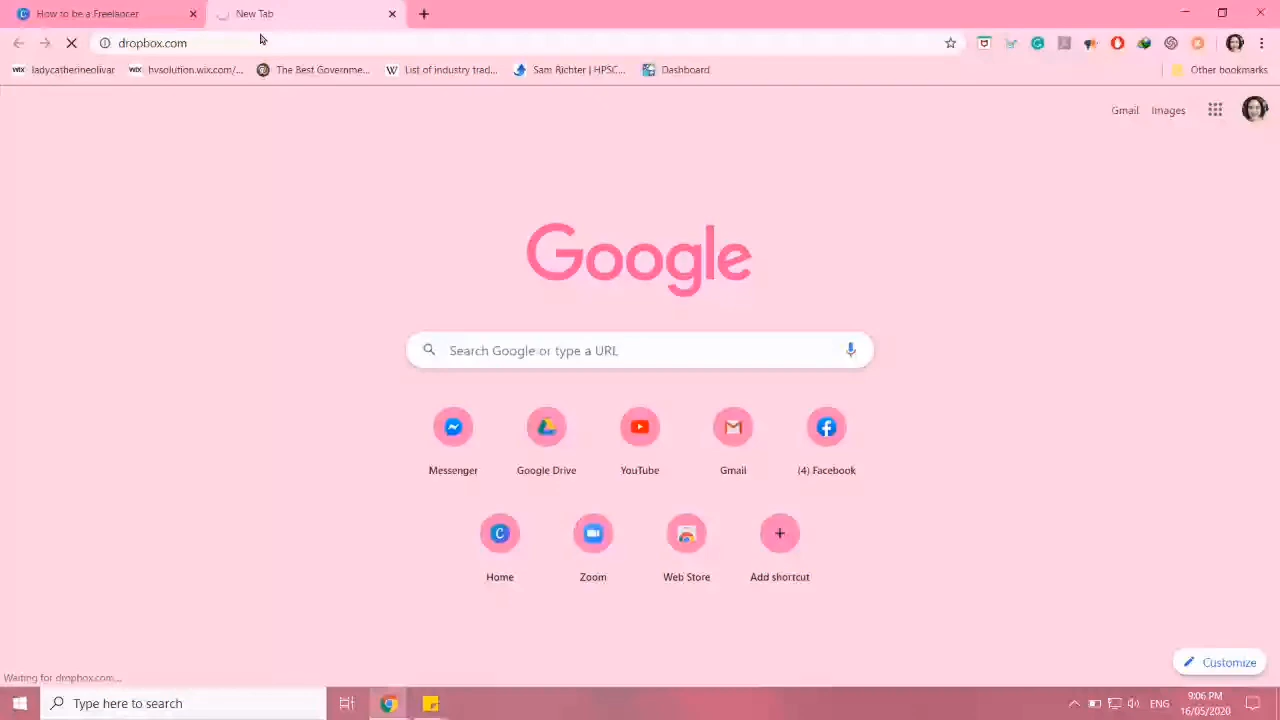 How to be a Freelancer
New Tab
dropbox.com
ladycatherineolivar
hvsolution.wix.com/...
The Best Governme...
List of industry trad...
Sam Richter | HPSC...
Dashboard
Other bookmarks
Gmail
Images
Google
Search Google or type a URL
Messenger
Google Drive
YouTube
Gmail
(4) Facebook
Home
Zoom
Web Store
Add shortcut
Customize
Waiting for dropbox.com...
Type here to search
ENG
9:06 PM
16/05/2020